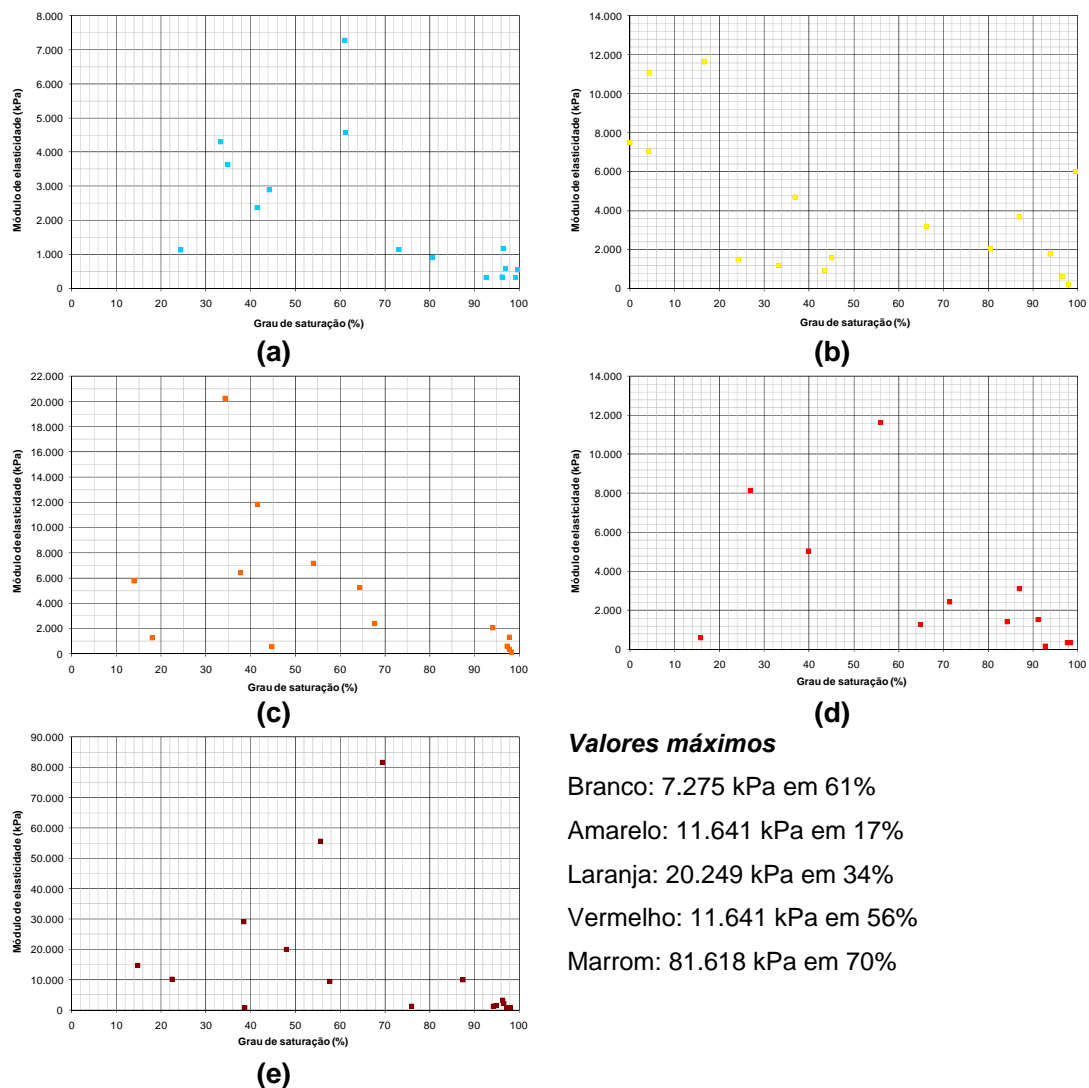 8.000
7.000
6.000
5.000
4.000
3.000
2.000
1.000
0
Módulo de elasticidade (kPa)
0 10 20 30 40 50 60 70 80 90 100
Grau de saturação (%)
(a)
14.000
12.000
10.000
8.000
6.000
4.000
2.000
0
Módulo de elasticidade (kPa)
0 10 20 30 40 50 60 70 80 90 100
Grau de saturação (%)
(b)
22.000
20.000
18.000
16.000
14.000
12.000
10.000
8.000
6.000
4.000
2.000
0
Módulo de elasticidade (kPa)
0 10 20 30 40 50 60 70 80 90 100
Grau de saturação (%)
(c)
14.000
12.000
10.000
8.000
6.000
4.000
2.000
0
Módulo de elasticidade (kPa)
0 10 20 30 40 50 60 70 80 90 100
Grau de saturação (%)
(d)
90.000
80.000
70.000
60.000
50.000
40.000
30.000
20.000
10.000
0
Módulo de elasticidade (kPa)
0 10 20 30 40 50 60 70 80 90 100
Grau de saturação (%)
(e)
Valores máximos
Branco: 7.275 kPa em 61%
Amarelo: 11.641 kPa em 17%
Laranja: 20.249 kPa em 34%
Vermelho: 11.641 kPa em 56%
Marrom: 81.618 kPa em 70%